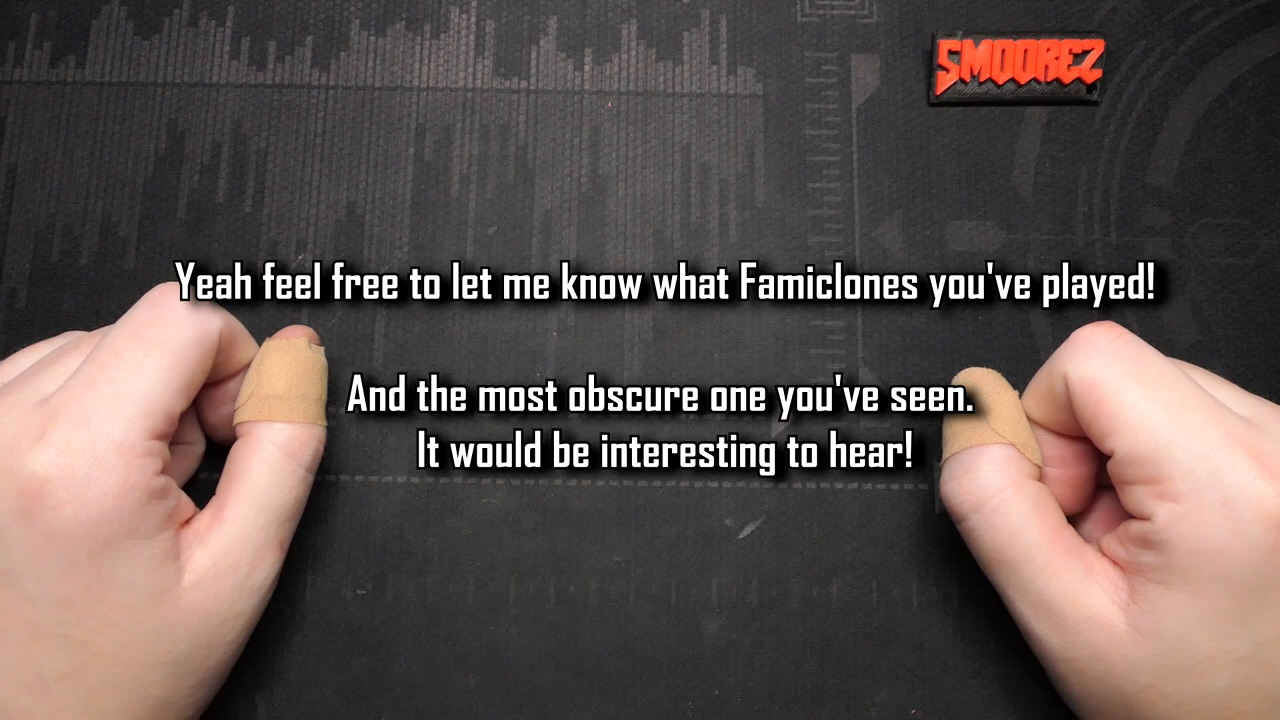 SMOOREZ
Yeah feel free to let me know what Famiclones you've played!
And the most obscure one you've seen.
It would be interesting to hear!